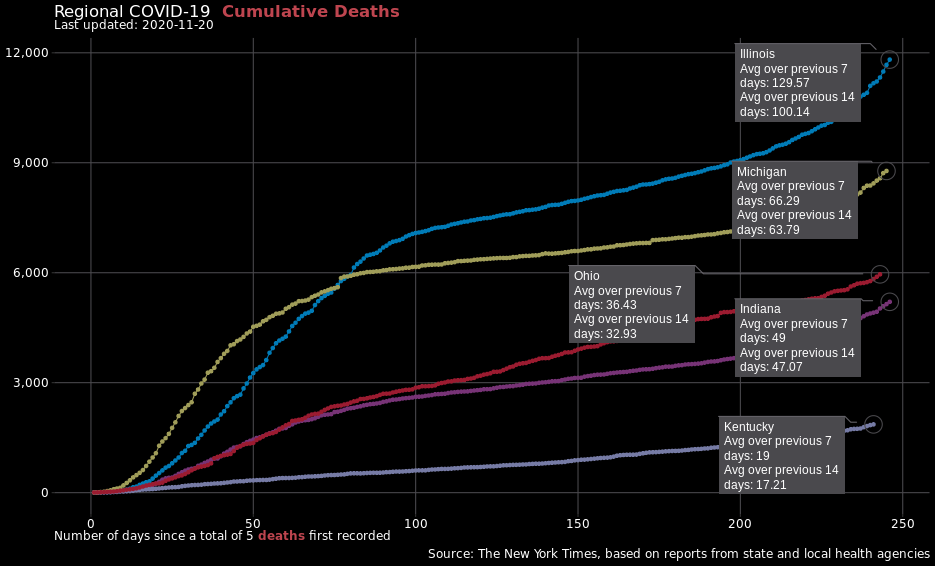 Regional COVID-19 Cumulative Deaths
Last updated: 2020-11-20
12,000
9,000
6,000
3,000
0
Illinois
Avg over previous 7
days: 129.57
Avg over previous 14
days: 100.14
Michigan
Avg over previous 7
days: 66.29
Avg over previous 14
days: 63.79
Ohio
Avg over previous 7
days: 36.43
Avg over previous 14
days: 32.93
Indiana
Avg over previous 7
days: 49
Avg over previous 14
days: 47.07
Kentucky
Avg over previous 7
days: 19
Avg over previous 14
days: 17.21
0 50 100 150 200 250
Number of days since a total of 5 deaths first recorded
Source: The New York Times, based on reports from state and local health agencies